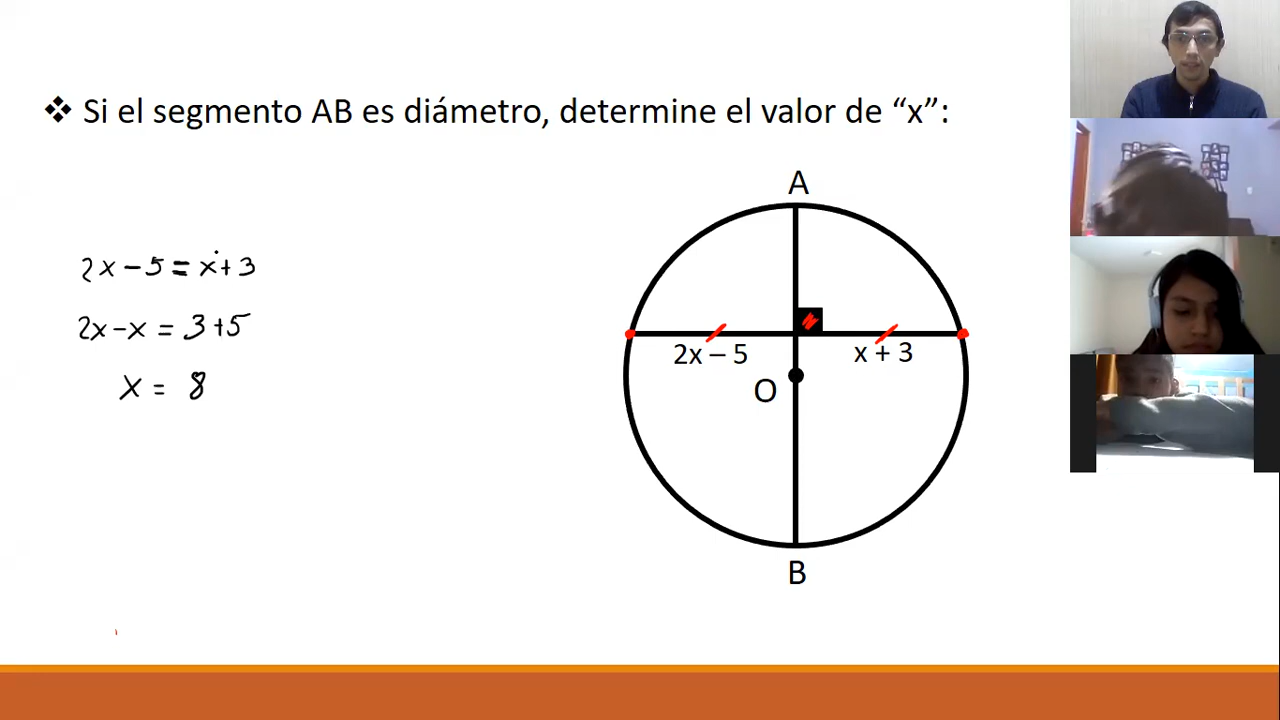 ❖ Si el segmento AB es diámetro, determine el valor de “x”:
A
2x-5=x+3
2x-x = 3+5
2x – 5
x + 3
x = 8
O
B